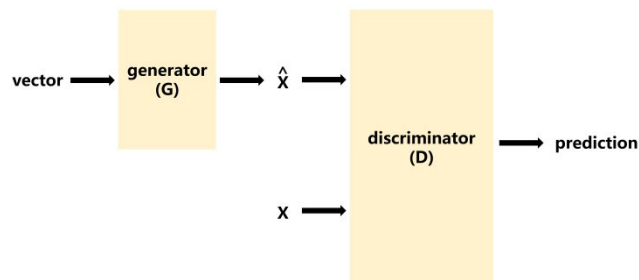 vector
generator
(G)
x̂
discriminator
(D)
prediction
x